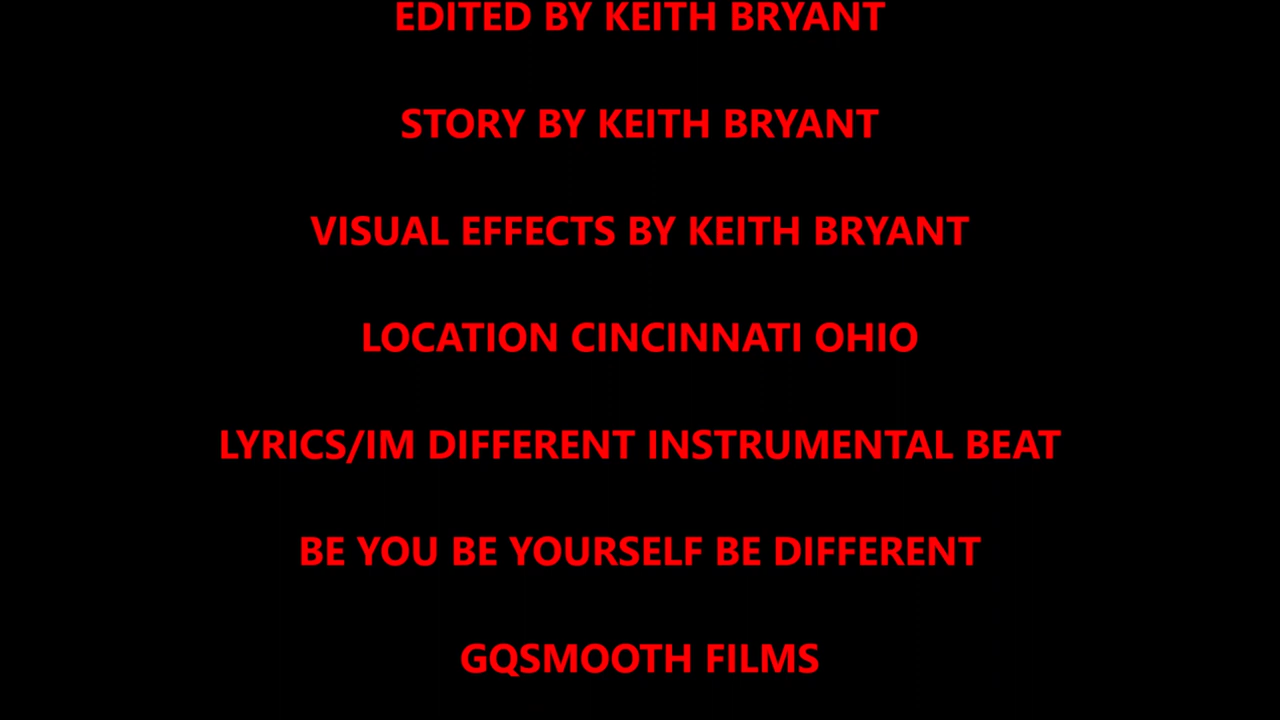 EDITED BY KEITH BRYANT
STORY BY KEITH BRYANT
VISUAL EFFECTS BY KEITH BRYANT
LOCATION CINCINNATI OHIO
LYRICS/IM DIFFERENT INSTRUMENTAL BEAT
BE YOU BE YOURSELF BE DIFFERENT
GQSMOOTH FILMS